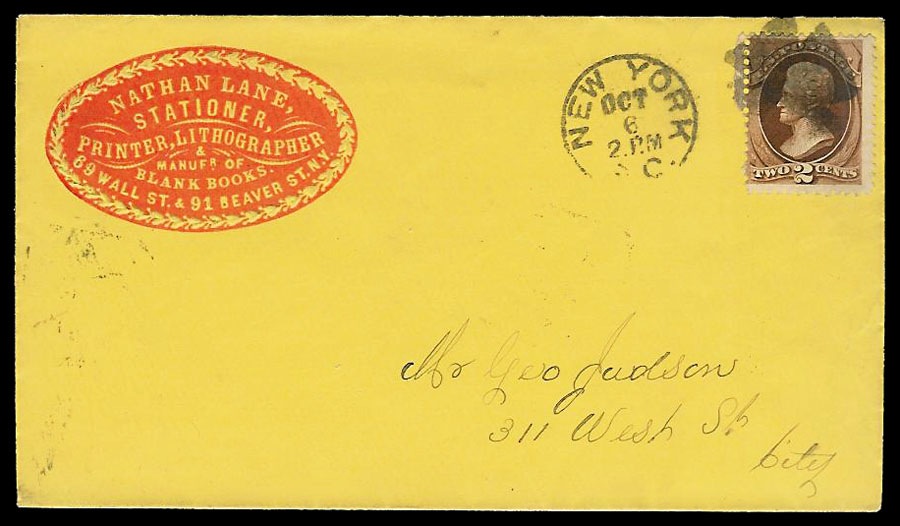 NATHAN LANE,
STATIONER,
PRINTER, LITHOGRAPHER
&
MANUFR OF
BLANK BOOKS.
69 WALL ST. & 91 BEAVER ST. N.Y.
NEW YORK
OCT
6
2.P.M
C.
TWO 2 CENTS
Mr Geo Judson
311 West St
City